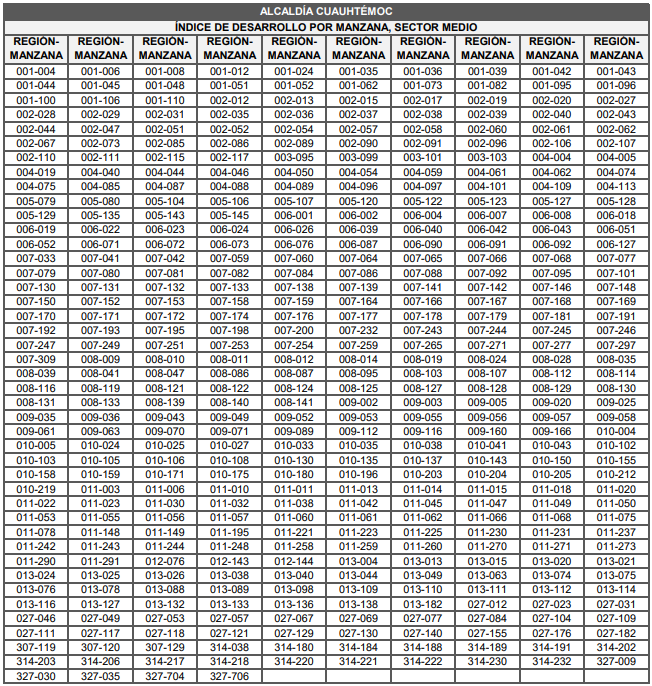 ALCALDÍA CUAUHTÉMOC
ÍNDICE DE DESARROLLO POR MANZANA, SECTOR MEDIO
REGIÓN-MANZANA REGIÓN-MANZANA REGIÓN-MANZANA REGIÓN-MANZANA REGIÓN-MANZANA REGIÓN-MANZANA REGIÓN-MANZANA REGIÓN-MANZANA REGIÓN-MANZANA REGIÓN-MANZANA
001-004 001-006 001-008 001-012 001-024 001-035 001-036 001-039 001-042 001-043
001-044 001-045 001-048 001-051 001-052 001-062 001-073 001-082 001-095 001-096
001-100 001-106 001-110 002-012 002-013 002-015 002-017 002-019 002-020 002-027
002-028 002-029 002-031 002-035 002-036 002-037 002-038 002-039 002-040 002-043
002-044 002-047 002-051 002-052 002-054 002-057 002-058 002-060 002-061 002-062
002-067 002-073 002-085 002-086 002-089 002-090 002-091 002-096 002-106 002-107
002-110 002-111 002-115 002-117 003-095 003-099 003-101 003-103 004-004 004-005
004-019 004-040 004-044 004-046 004-050 004-054 004-059 004-061 004-062 004-074
004-075 004-085 004-087 004-088 004-089 004-096 004-097 004-101 004-109 004-113
005-079 005-080 005-104 005-106 005-107 005-120 005-122 005-123 005-127 005-128
005-129 005-135 005-143 005-145 006-001 006-002 006-004 006-007 006-008 006-018
006-019 006-022 006-023 006-024 006-026 006-039 006-040 006-042 006-043 006-051
006-052 006-071 006-072 006-073 006-076 006-087 006-090 006-091 006-092 006-127
007-033 007-041 007-042 007-059 007-060 007-064 007-065 007-066 007-068 007-077
007-079 007-080 007-081 007-082 007-084 007-086 007-088 007-092 007-095 007-101
007-130 007-131 007-132 007-133 007-138 007-139 007-141 007-142 007-146 007-148
007-150 007-152 007-153 007-158 007-159 007-164 007-166 007-167 007-168 007-169
007-170 007-171 007-172 007-174 007-176 007-177 007-178 007-179 007-181 007-191
007-192 007-193 007-195 007-198 007-200 007-232 007-243 007-244 007-245 007-246
007-247 007-249 007-251 007-253 007-254 007-259 007-265 007-271 007-277 007-297
007-309 008-009 008-010 008-011 008-012 008-014 008-019 008-024 008-028 008-035
008-039 008-041 008-047 008-086 008-087 008-095 008-103 008-107 008-112 008-114
008-116 008-119 008-121 008-122 008-124 008-125 008-127 008-128 008-129 008-130
008-131 008-133 008-139 008-140 008-141 009-002 009-003 009-005 009-020 009-025
009-035 009-036 009-043 009-049 009-052 009-053 009-055 009-056 009-057 009-058
009-061 009-063 009-070 009-071 009-089 009-112 009-116 009-160 009-166 010-004
010-005 010-024 010-025 010-027 010-033 010-035 010-038 010-041 010-043 010-102
010-103 010-105 010-106 010-108 010-130 010-135 010-137 010-143 010-150 010-155
010-158 010-159 010-171 010-175 010-180 010-196 010-203 010-204 010-205 010-212
010-219 011-003 011-006 011-010 011-011 011-013 011-014 011-015 011-018 011-020
011-022 011-023 011-030 011-032 011-038 011-042 011-045 011-047 011-049 011-050
011-053 011-055 011-056 011-057 011-060 011-061 011-062 011-066 011-068 011-075
011-078 011-148 011-149 011-195 011-221 011-223 011-225 011-230 011-231 011-237
011-242 011-243 011-244 011-248 011-258 011-259 011-260 011-270 011-271 011-273
011-290 011-291 012-076 012-143 012-144 013-004 013-013 013-015 013-020 013-021
013-024 013-025 013-026 013-038 013-040 013-044 013-049 013-063 013-074 013-075
013-076 013-078 013-088 013-089 013-098 013-109 013-110 013-111 013-112 013-114
013-116 013-127 013-132 013-133 013-136 013-138 013-182 027-012 027-023 027-031
027-046 027-049 027-053 027-057 027-067 027-069 027-077 027-084 027-104 027-109
027-111 027-117 027-118 027-121 027-129 027-130 027-140 027-155 027-176 027-182
307-119 307-120 307-129 314-038 314-180 314-184 314-188 314-189 314-191 314-202
314-203 314-206 314-217 314-218 314-220 314-221 314-222 314-230 314-232 327-009
327-030 327-035 327-704 327-706